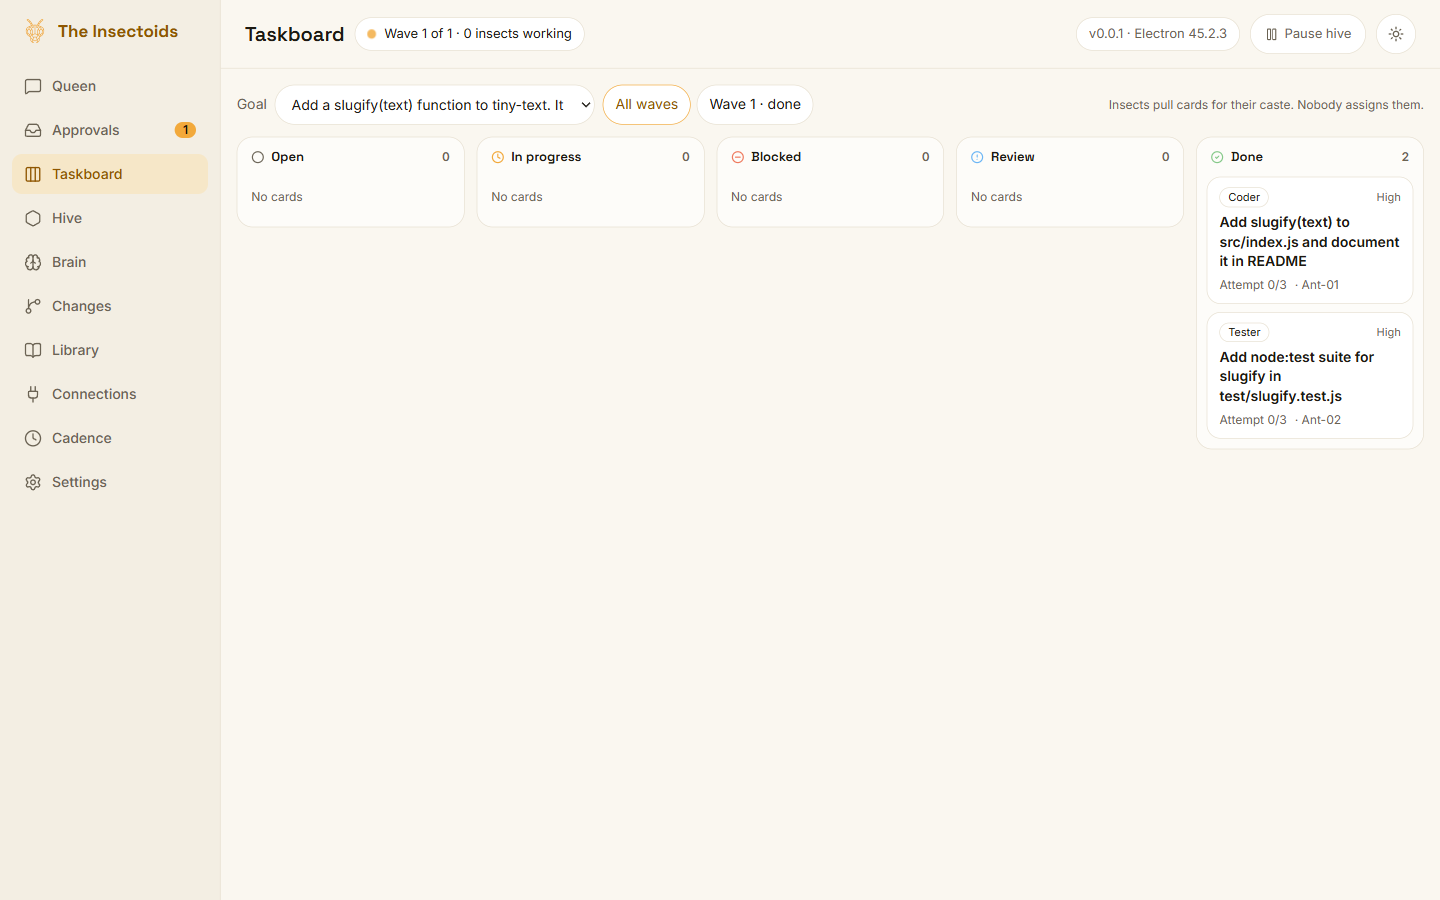 The Insectoids
Queen
Approvals 1
Taskboard
Hive
Brain
Changes
Library
Connections
Cadence
Settings
Taskboard
Wave 1 of 1 · 0 insects working
v0.0.1 · Electron 45.2.3
Pause hive
Goal
Add a slugify(text) function to tiny-text. It
All waves
Wave 1 · done
Insects pull cards for their caste. Nobody assigns them.
Open 0
No cards
In progress 0
No cards
Blocked 0
No cards
Review 0
No cards
Done 2
Coder High
Add slugify(text) to
src/index.js and document
it in README
Attempt 0/3 · Ant-01
Tester High
Add node:test suite for
slugify in
test/slugify.test.js
Attempt 0/3 · Ant-02